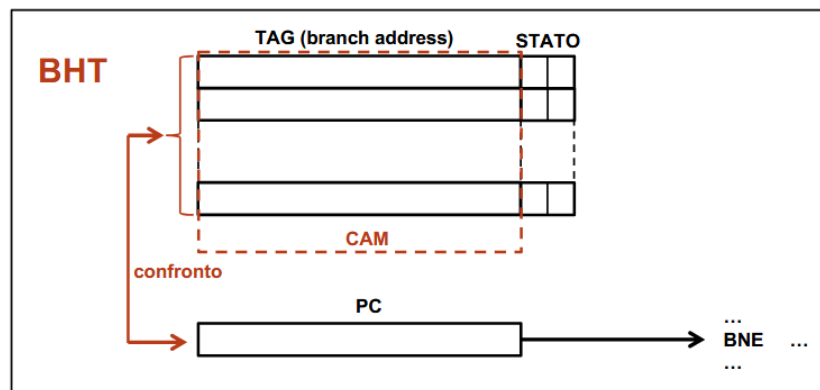 TAG (branch address) STATO
BHT
CAM
confronto
PC
...
BNE ...
...